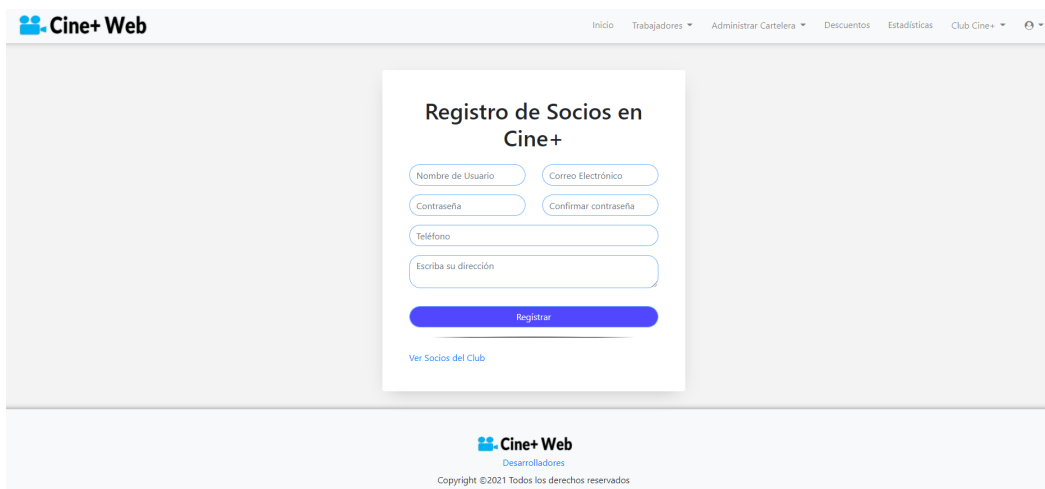 Cine+ Web
Inicio Trabajadores Administrar Cartelera Descuentos Estadísticas Club Cine+
Registro de Socios en
Cine+
Nombre de Usuario Correo Electrónico
Contraseña Confirmar contraseña
Teléfono
Escriba su dirección
Registrar
Ver Socios del Club
Cine+ Web
Desarrolladores
Copyright ©2021 Todos los derechos reservados